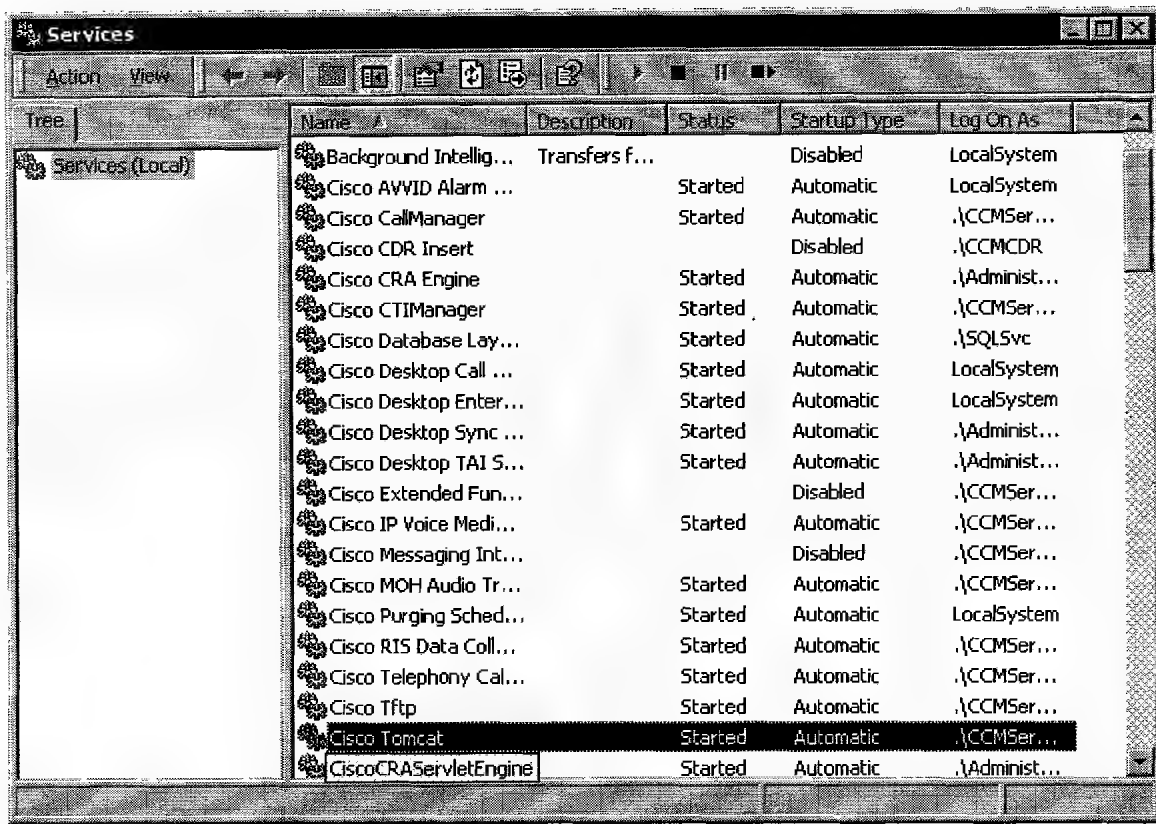 Services
Action View
Tree Name Description Status Startup Type Log On As
Services (Local)
Background Intellig... Transfers f... Disabled LocalSystem
Cisco AVVID Alarm ... Started Automatic LocalSystem
Cisco CallManager Started Automatic .\CCMSer...
Cisco CDR Insert Disabled .\CCMCDR
Cisco CRA Engine Started Automatic .\Administ...
Cisco CTIManager Started Automatic .\CCMSer...
Cisco Database Lay... Started Automatic .\SQLSvc
Cisco Desktop Call ... Started Automatic LocalSystem
Cisco Desktop Enter... Started Automatic LocalSystem
Cisco Desktop Sync ... Started Automatic .\Administ...
Cisco Desktop TAI S... Started Automatic .\Administ...
Cisco Extended Fun... Disabled .\CCMSer...
Cisco IP Voice Medi... Started Automatic .\CCMSer...
Cisco Messaging Int... Disabled .\CCMSer...
Cisco MOH Audio Tr... Started Automatic .\CCMSer...
Cisco Purging Sched... Started Automatic LocalSystem
Cisco RIS Data Coll... Started Automatic .\CCMSer...
Cisco Telephony Cal... Started Automatic .\CCMSer...
Cisco Tftp Started Automatic .\CCMSer...
Cisco Tomcat Started Automatic .\CCMSer...
CiscoCRAServletEngine Started Automatic .\Administ...